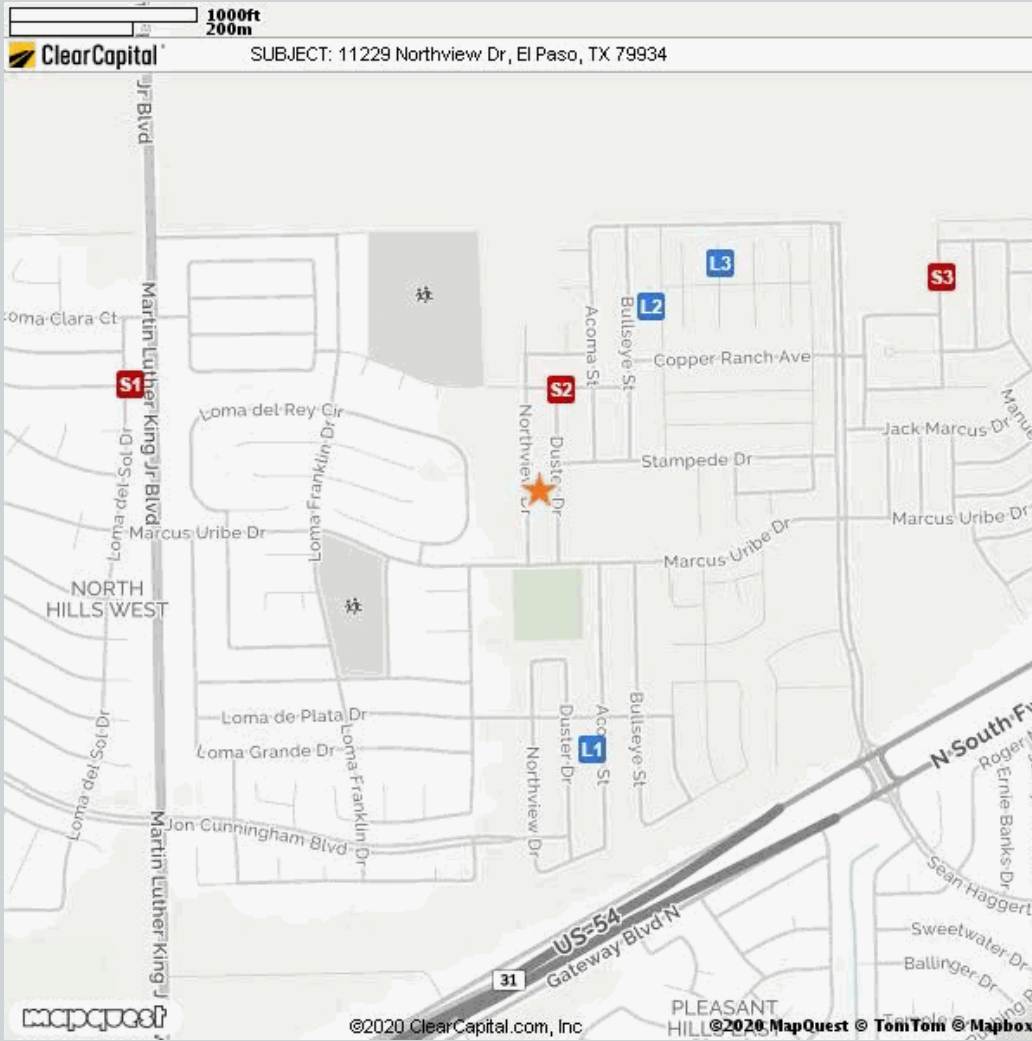 1000ft
200m
ClearCapital
SUBJECT: 11229 Northview Dr, El Paso, TX 79934
Jr Blvd
L3
S3
L2
oma Clara Ct
Martin Luther King Jr Blvd
Acoma St
Bullseye St
Copper Ranch Ave
S1
S2
Loma del Rey Cir
Northview Dr
Duster Dr
Jack Marcus Dr
Manue
Loma del Sol Dr
Loma Franklin Dr
Stampede Dr
Marcus Uribe Dr
Marcus Uribe Dr
Marcus Uribe Dr
NORTH
HILLS WEST
Loma de Plata Dr
Duster Dr
Aco
St
L1
Bullseye St
Loma Grande Dr
Loma Franklin Dr
Northview Dr
Loma del Sol Dr
N South Fw
Roger
Ernie Banks Dr
Jon Cunningham Blvd
Martin Luther King J
Sean Haggert
US-54
Gateway Blvd N
Sweetwater Dr
Ballinger Dr
31
PLEASANT
HILLS EAST
mapquest
©2020 ClearCapital.com, Inc
©2020 MapQuest © TomTom © Mapbox